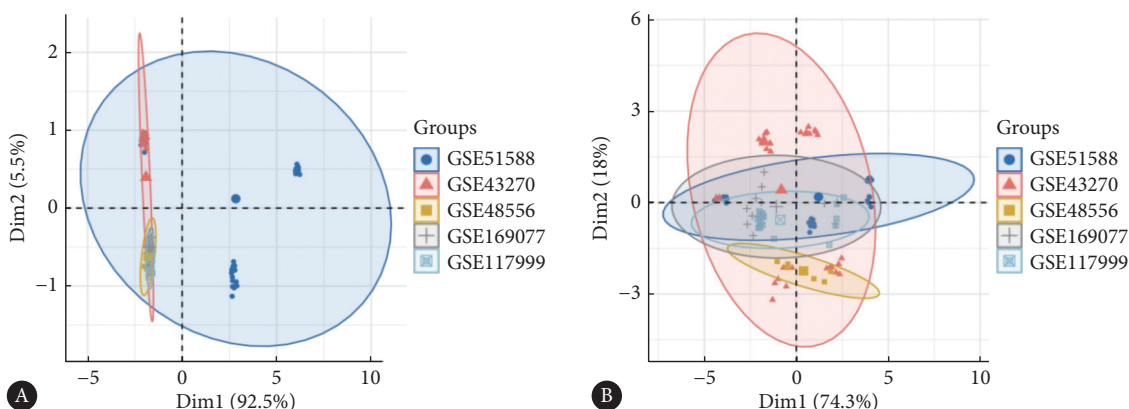 2
1
0
−1
Dim2 (5.5%)
−5
0
5
10
Dim1 (92.5%)
Groups
GSE51588
GSE43270
GSE48556
GSE169077
GSE117999
A
6
3
0
−3
Dim2 (18%)
−5
0
5
10
Dim1 (74.3%)
Groups
GSE51588
GSE43270
GSE48556
GSE169077
GSE117999
B